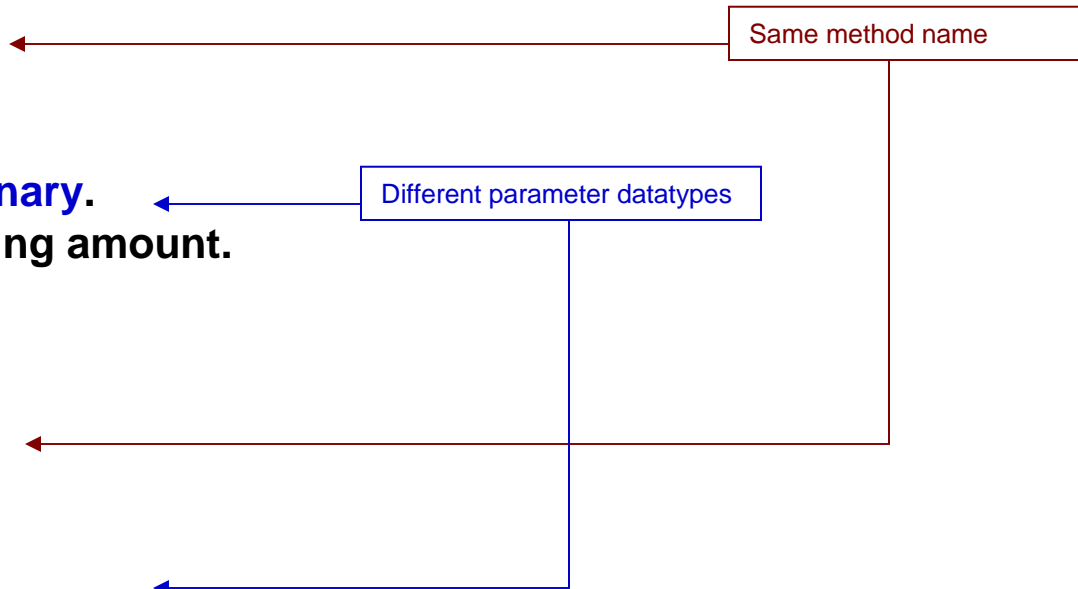 Same method name
nary.
Different parameter datatypes
ng amount.